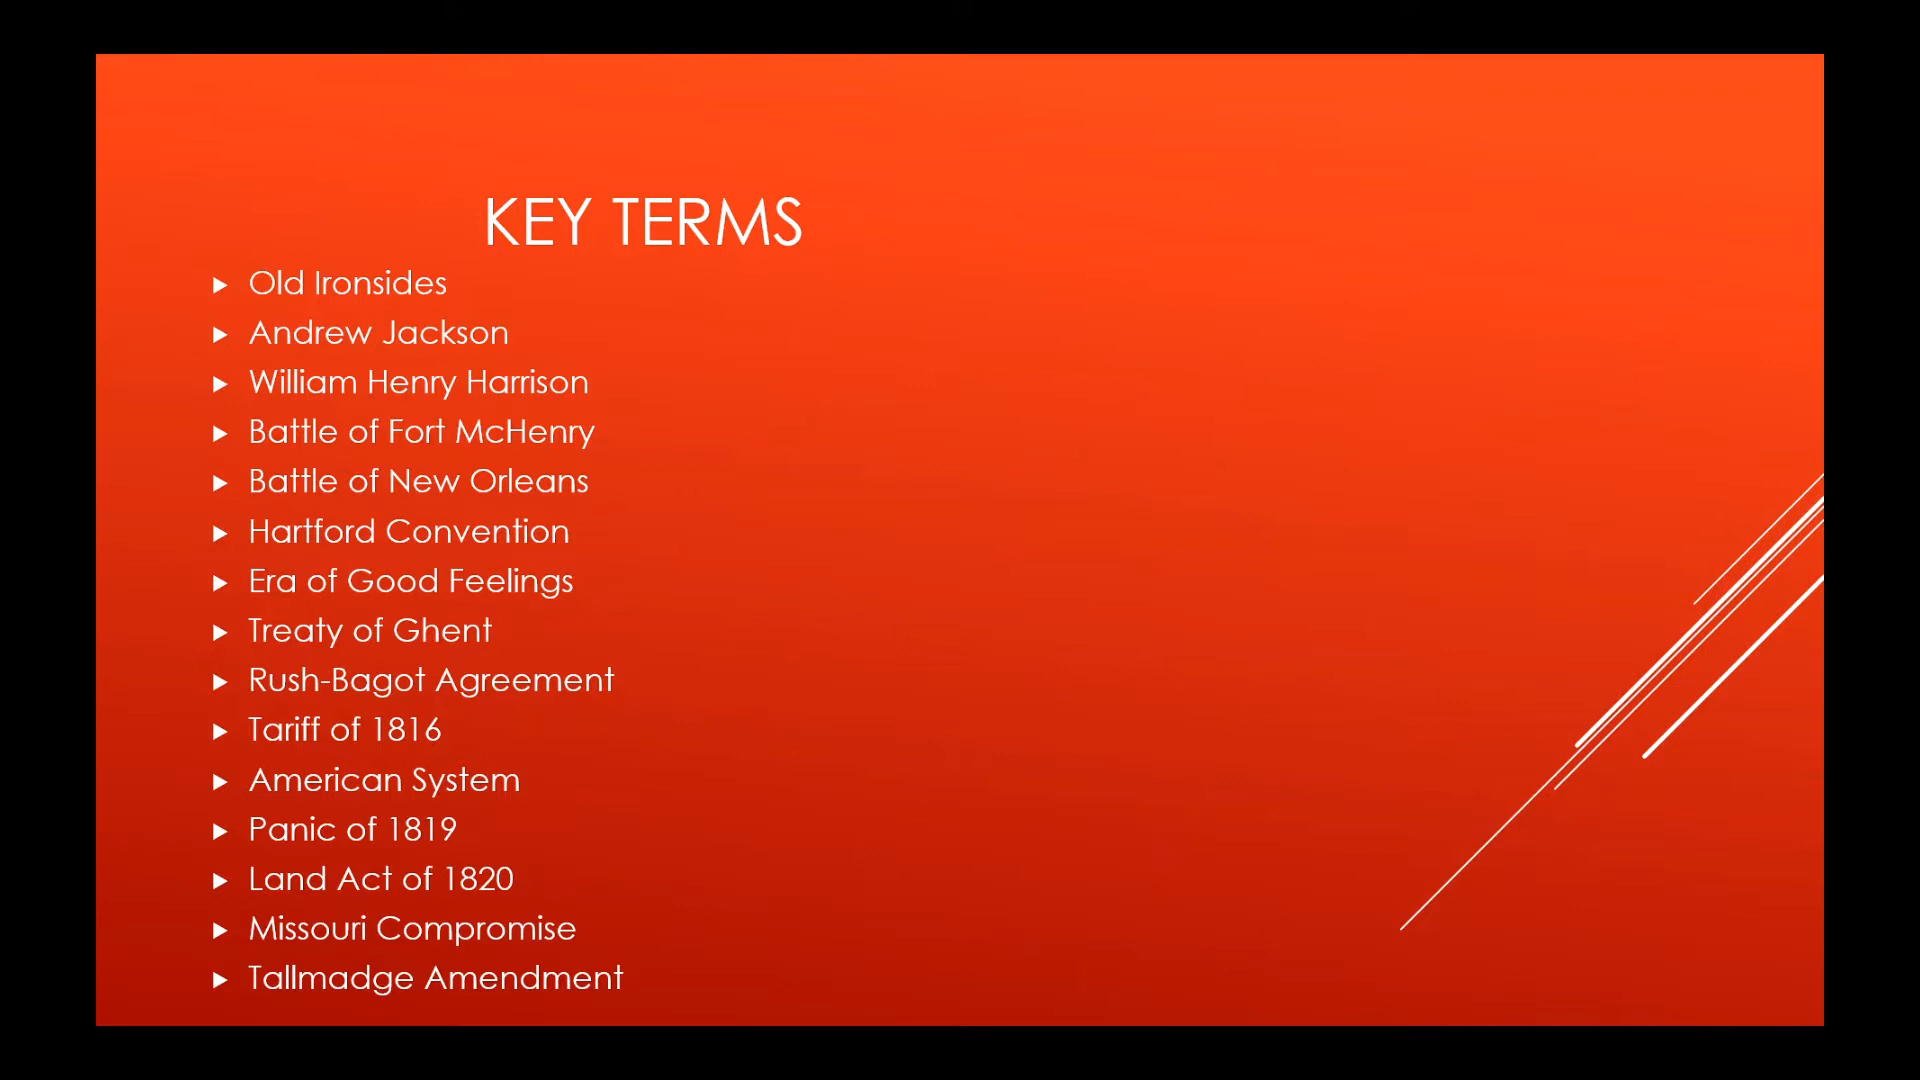 KEY TERMS
Old Ironsides
Andrew Jackson
William Henry Harrison
Battle of Fort McHenry
Battle of New Orleans
Hartford Convention
Era of Good Feelings
Treaty of Ghent
Rush-Bagot Agreement
Tariff of 1816
American System
Panic of 1819
Land Act of 1820
Missouri Compromise
Tallmadge Amendment